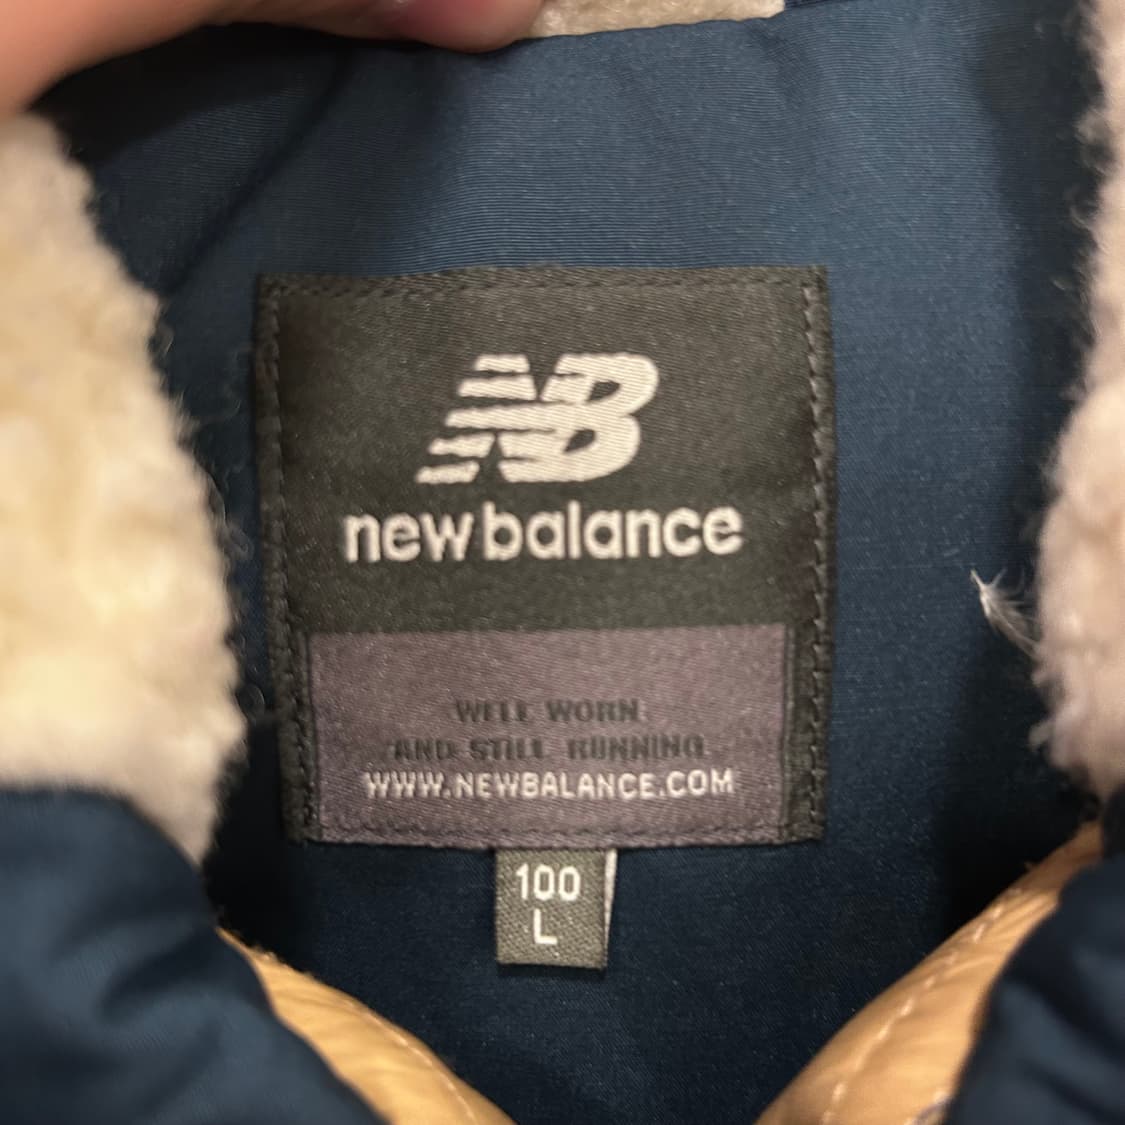 NB
new balance
WELL WORN
AND STILL RUNNING
WWW.NEWBALANCE.COM
100
L